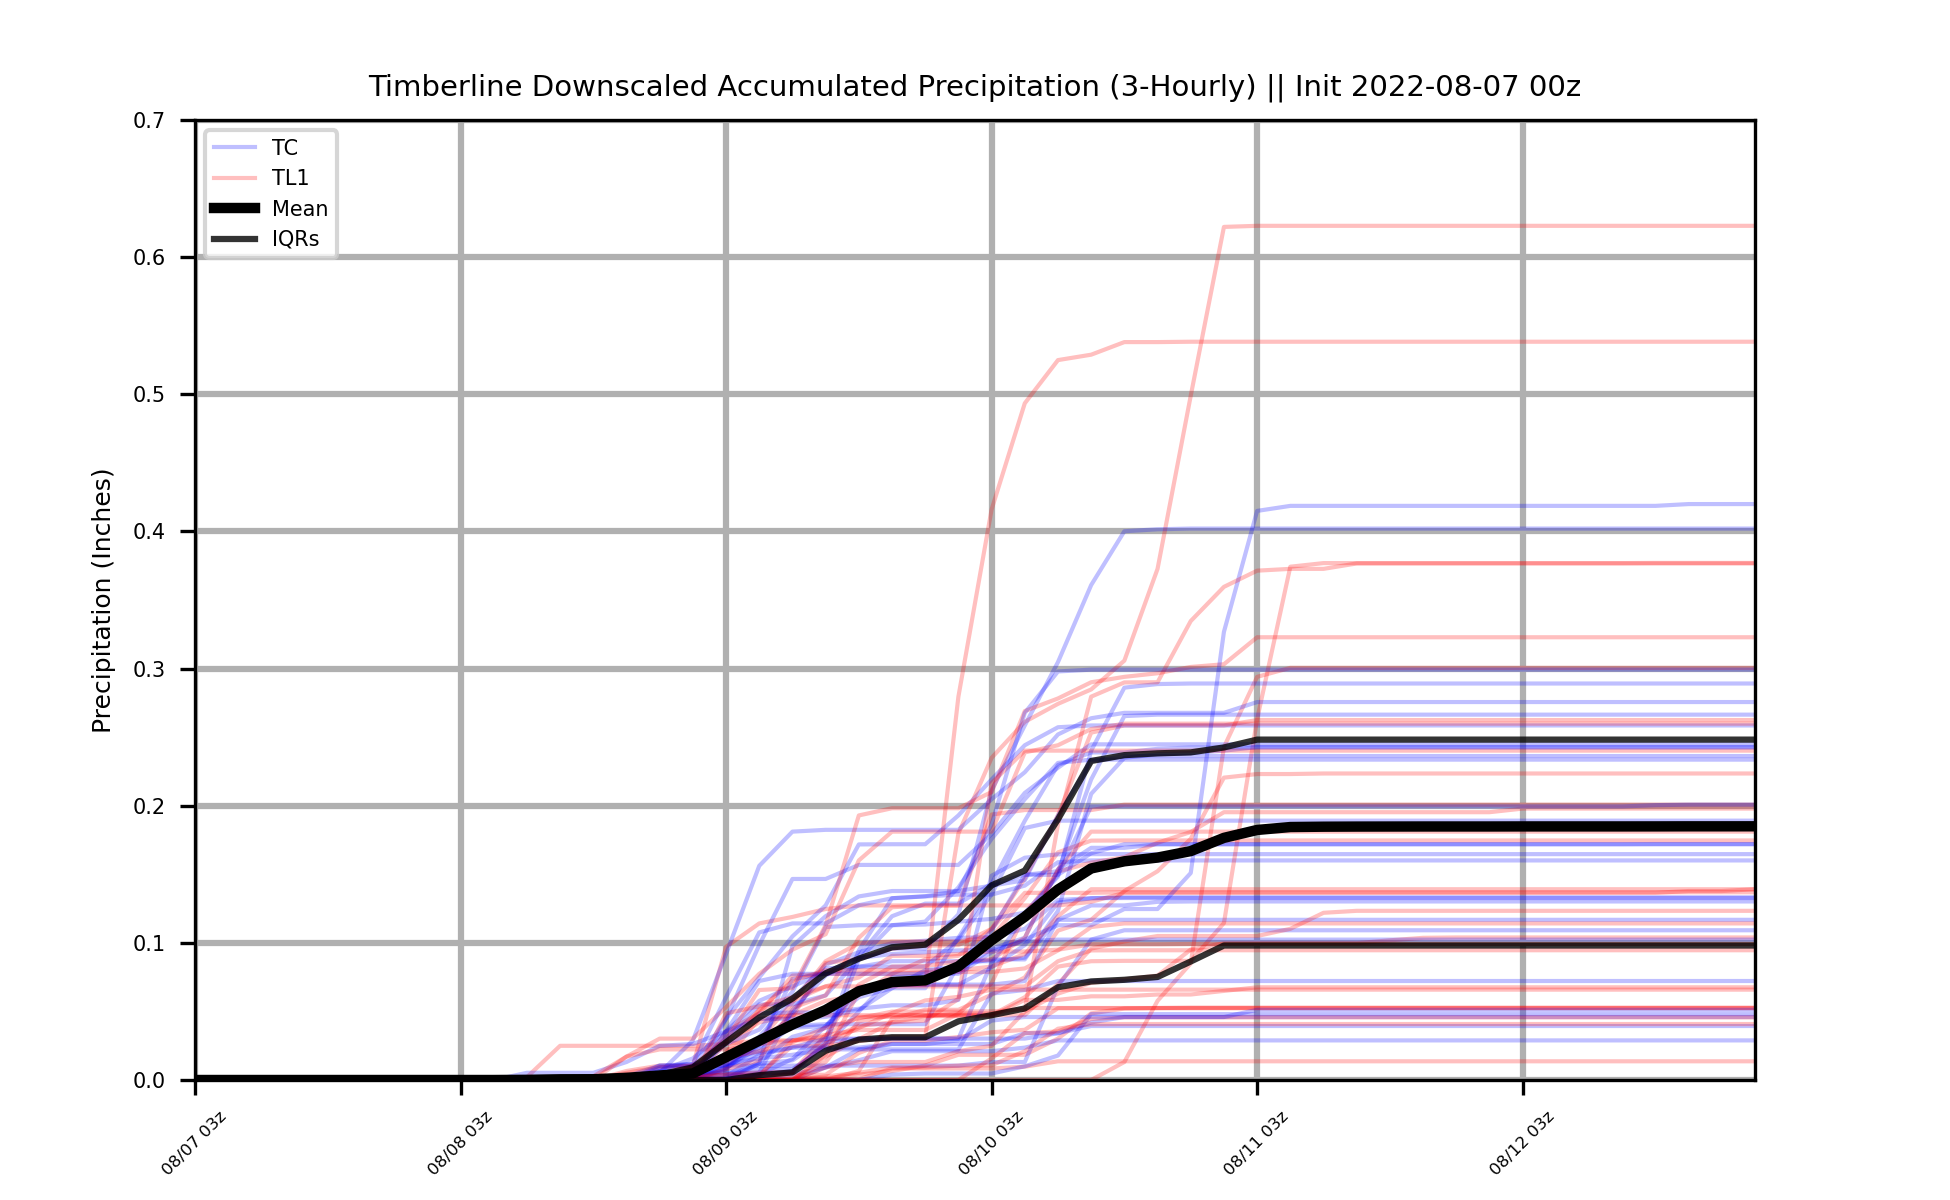 Timberline Downscaled Accumulated Precipitation (3-Hourly) || Init 2022-08-07 00z
TC
TL1
Mean
IQRs
Precipitation (Inches)
0.7
0.6
0.5
0.4
0.3
0.2
0.1
0.0
08/07 03z
08/08 03z
08/09 03z
08/10 03z
08/11 03z
08/12 03z